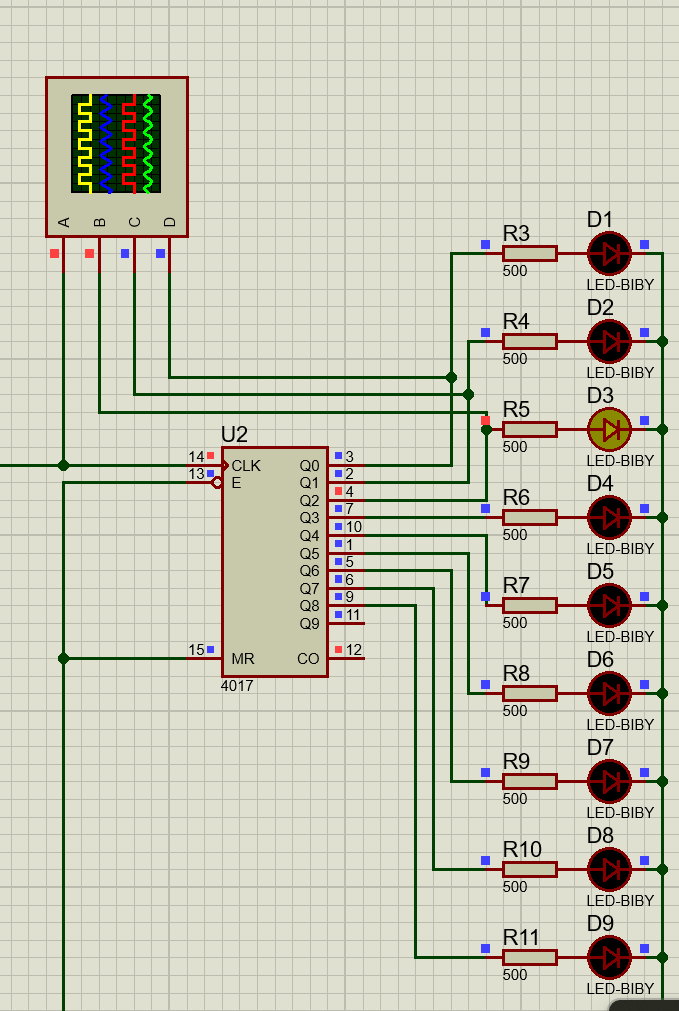 A B C D
R3
500
D1
LED-BIBY
R4
500
D2
LED-BIBY
R5
500
D3
LED-BIBY
U2
14 CLK Q0 3
13 E Q1 2
Q2 4
Q3 7
Q4 10
Q5 1
Q6 5
Q7 6
Q8 9
Q9 11
15 MR CO 12
4017
R6
500
D4
LED-BIBY
R7
500
D5
LED-BIBY
R8
500
D6
LED-BIBY
R9
500
D7
LED-BIBY
R10
500
D8
LED-BIBY
R11
500
D9
LED-BIBY